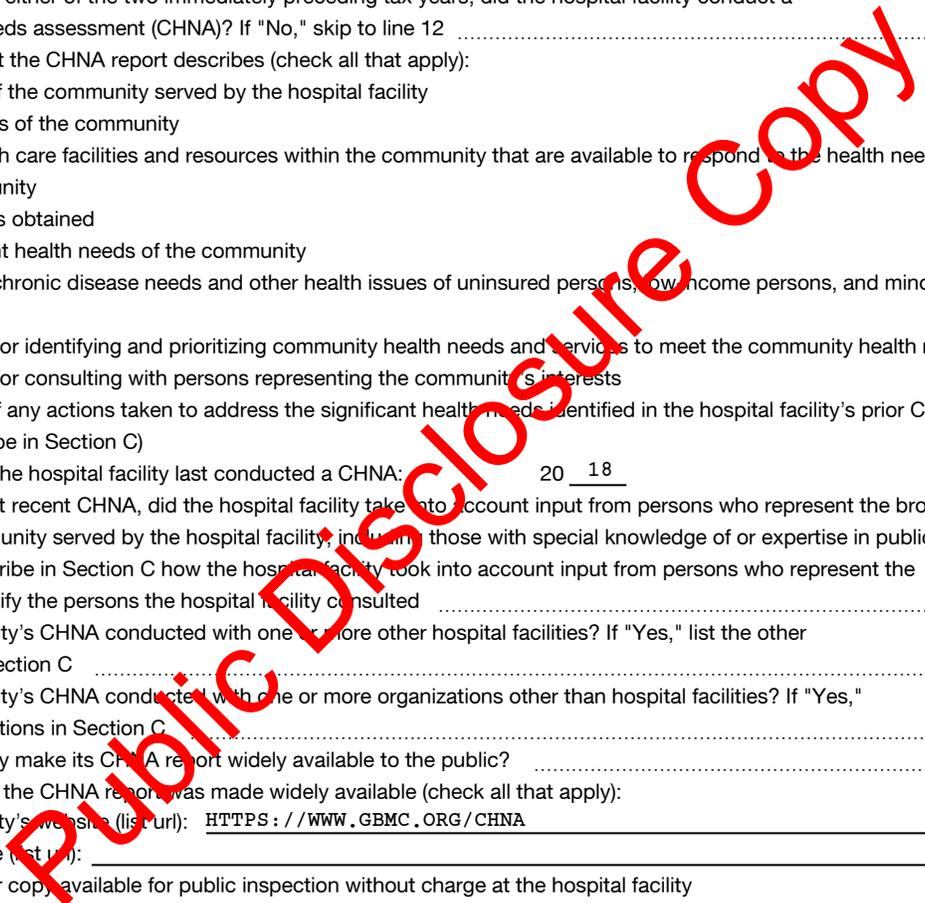 either of the two immediately preceding tax years, did the hospital facility conduct a
eds assessment (CHNA)? If "No," skip to line 12
t the CHNA report describes (check all that apply):
f the community served by the hospital facility
s of the community
h care facilities and resources within the community that are available to respond to the health nee
unity
s obtained
nt health needs of the community
chronic disease needs and other health issues of uninsured persons, low-income persons, and mino
or identifying and prioritizing community health needs and services to meet the community health n
or consulting with persons representing the community's interests
f any actions taken to address the significant health needs identified in the hospital facility's prior C
be in Section C)
he hospital facility last conducted a CHNA: 20 18
t recent CHNA, did the hospital facility take into account input from persons who represent the bro
unity served by the hospital facility, including those with special knowledge of or expertise in public
ribe in Section C how the hospital facility took into account input from persons who represent the
ify the persons the hospital facility consulted
ty's CHNA conducted with one or more other hospital facilities? If "Yes," list the other
ection C
ty's CHNA conducted with one or more organizations other than hospital facilities? If "Yes,"
tions in Section C
y make its CHNA report widely available to the public?
the CHNA report was made widely available (check all that apply):
ty's website (list url): HTTPS://WWW.GBMC.ORG/CHNA
e (list url):
r copy available for public inspection without charge at the hospital facility
Public Disclosure Copy